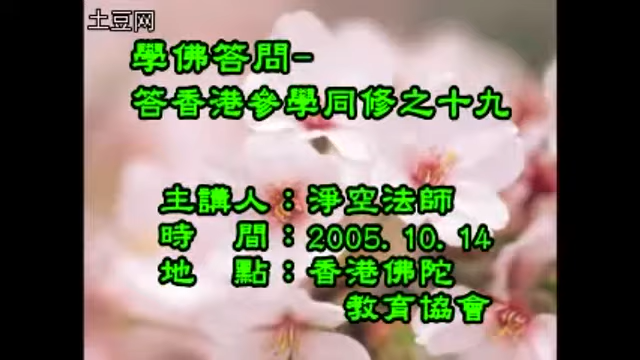 土豆网
學佛答問-
答香港參學同修之十九
主講人：淨空法師
時　間：2005.10.14
地　點：香港佛陀
教育協會